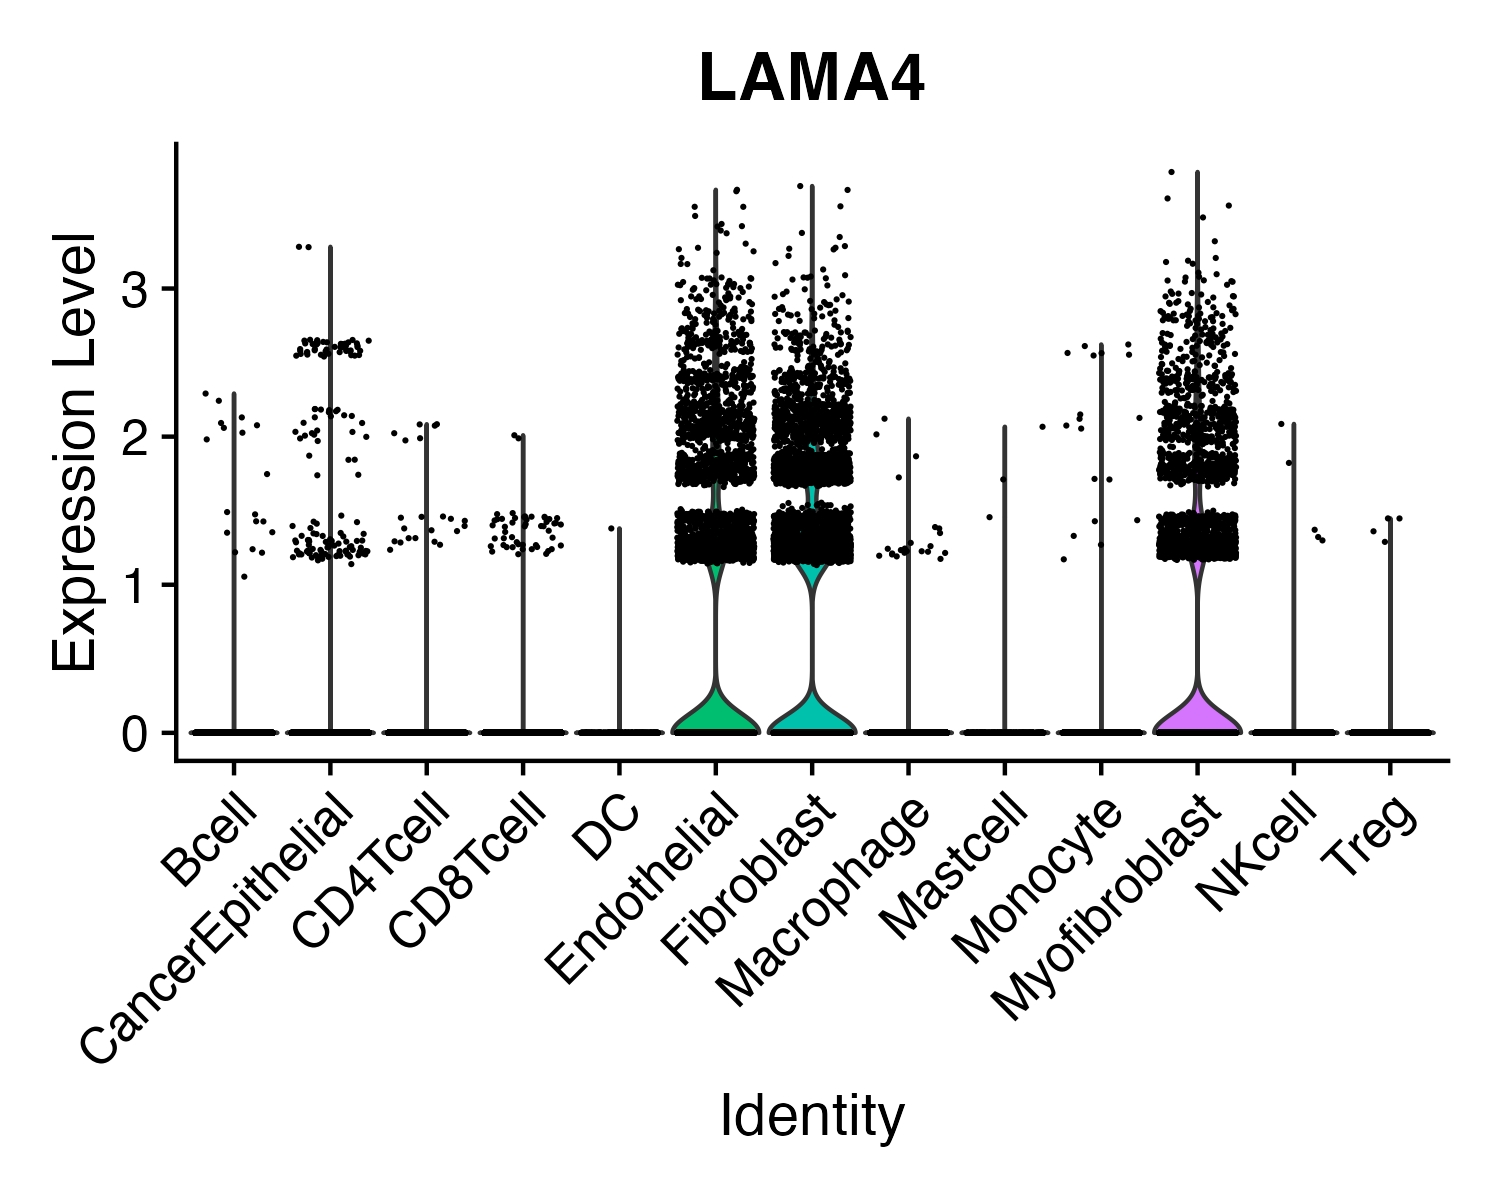 LAMA4
Expression Level
3
2
1
0
Bcell
CancerEpithelial
CD4Tcell
CD8Tcell
DC
Endothelial
Fibroblast
Macrophage
Mastcell
Monocyte
Myofibroblast
NKcell
Treg
Identity